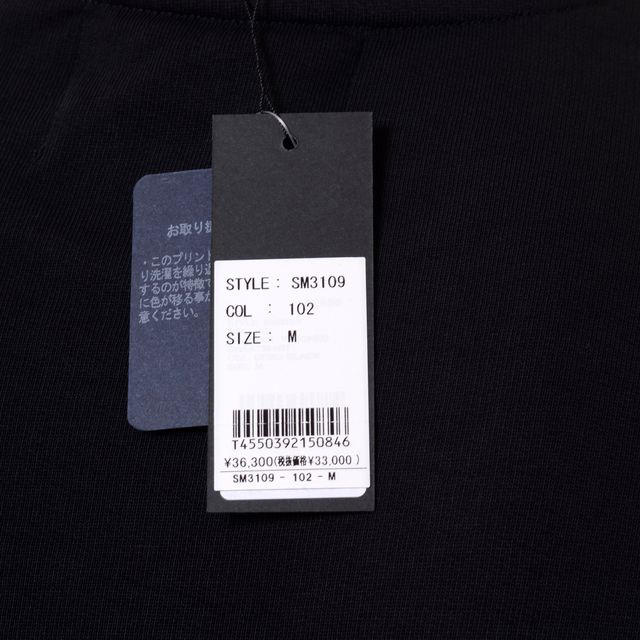 お取り扱
・このプリント
り洗濯を繰り返
するのが特徴で
に色が移る事が
意ください。
STYLE : SM3109
COL : 102
SIZE : M
T4550392150846
¥36,300(税抜価格¥33,000)
SM3109 - 102 - M